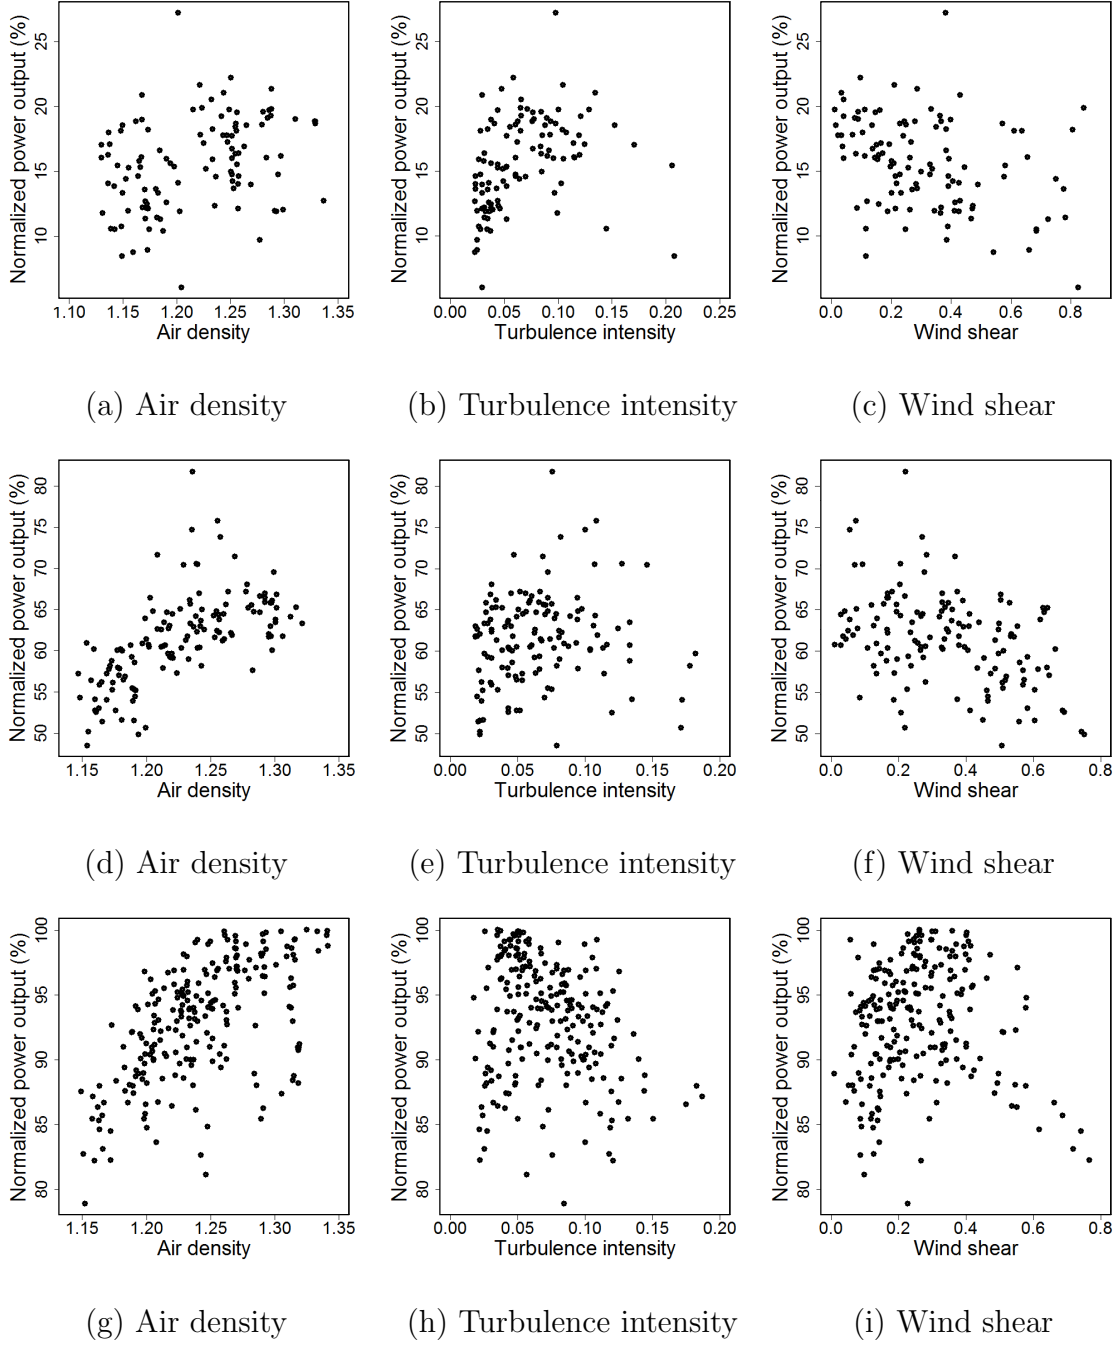 Normalized power output (%)
10 15 20 25
1.10 1.15 1.20 1.25 1.30 1.35
Air density
(a) Air density
Normalized power output (%)
10 15 20 25
0.00 0.05 0.10 0.15 0.20 0.25
Turbulence intensity
(b) Turbulence intensity
Normalized power output (%)
10 15 20 25
0.0 0.2 0.4 0.6 0.8
Wind shear
(c) Wind shear
Normalized power output (%)
50 55 60 65 70 75 80
1.15 1.20 1.25 1.30 1.35
Air density
(d) Air density
Normalized power output (%)
50 55 60 65 70 75 80
0.00 0.05 0.10 0.15 0.20
Turbulence intensity
(e) Turbulence intensity
Normalized power output (%)
50 55 60 65 70 75 80
0.0 0.2 0.4 0.6 0.8
Wind shear
(f) Wind shear
Normalized power output (%)
80 85 90 95 100
1.15 1.20 1.25 1.30 1.35
Air density
(g) Air density
Normalized power output (%)
80 85 90 95 100
0.00 0.05 0.10 0.15 0.20
Turbulence intensity
(h) Turbulence intensity
Normalized power output (%)
80 85 90 95 100
0.0 0.2 0.4 0.6 0.8
Wind shear
(i) Wind shear